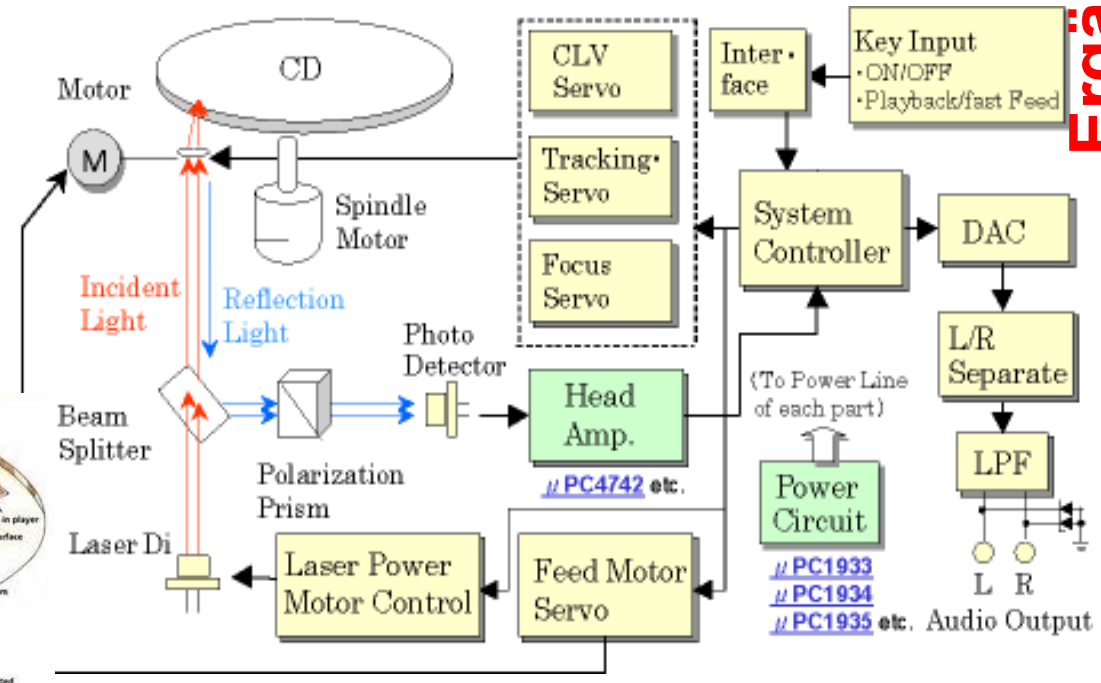 CD
Motor
M
Spindle
Motor
Incident
Light
Reflection
Light
Photo
Detector
Beam
Splitter
Polarization
Prism
Laser Di
CLV
Servo
Tracking·
Servo
Focus
Servo
Inter·
face
Key Input
·ON/OFF
·Playback/fast Feed
System
Controller
DAC
L/R
Separate
LPF
L R
Audio Output
Head
Amp.
μPC4742 etc.
(To Power Line
of each part)
Power
Circuit
μPC1933
μPC1934
μPC1935 etc.
Laser Power
Motor Control
Feed Motor
Servo
in player